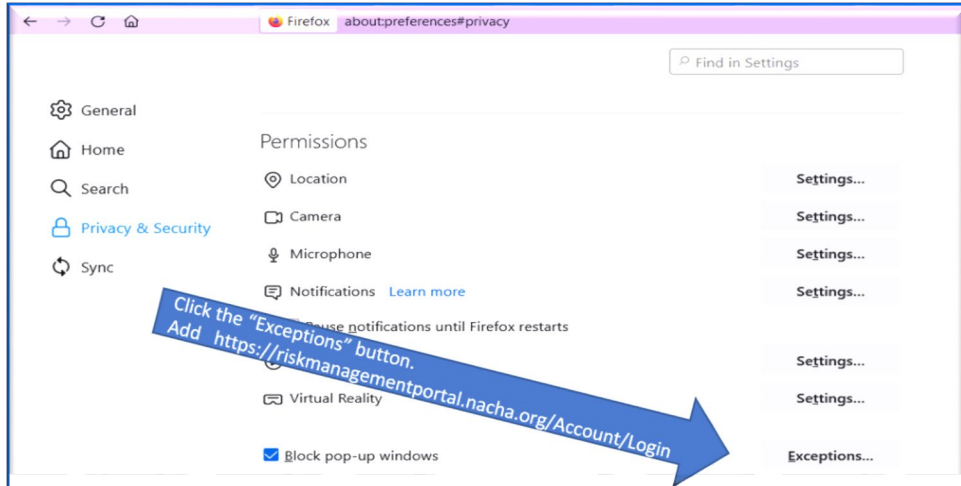 Firefox about:preferences#privacy
Find in Settings
General
Home
Search
Privacy & Security
Sync
Permissions
Location Settings...
Camera Settings...
Microphone Settings...
Notifications Learn more Settings...
notifications until Firefox restarts
Settings...
Virtual Reality Settings...
Block pop-up windows Exceptions...
Click the “Exceptions” button.
Add https://riskmanagementportal.nacha.org/Account/Login